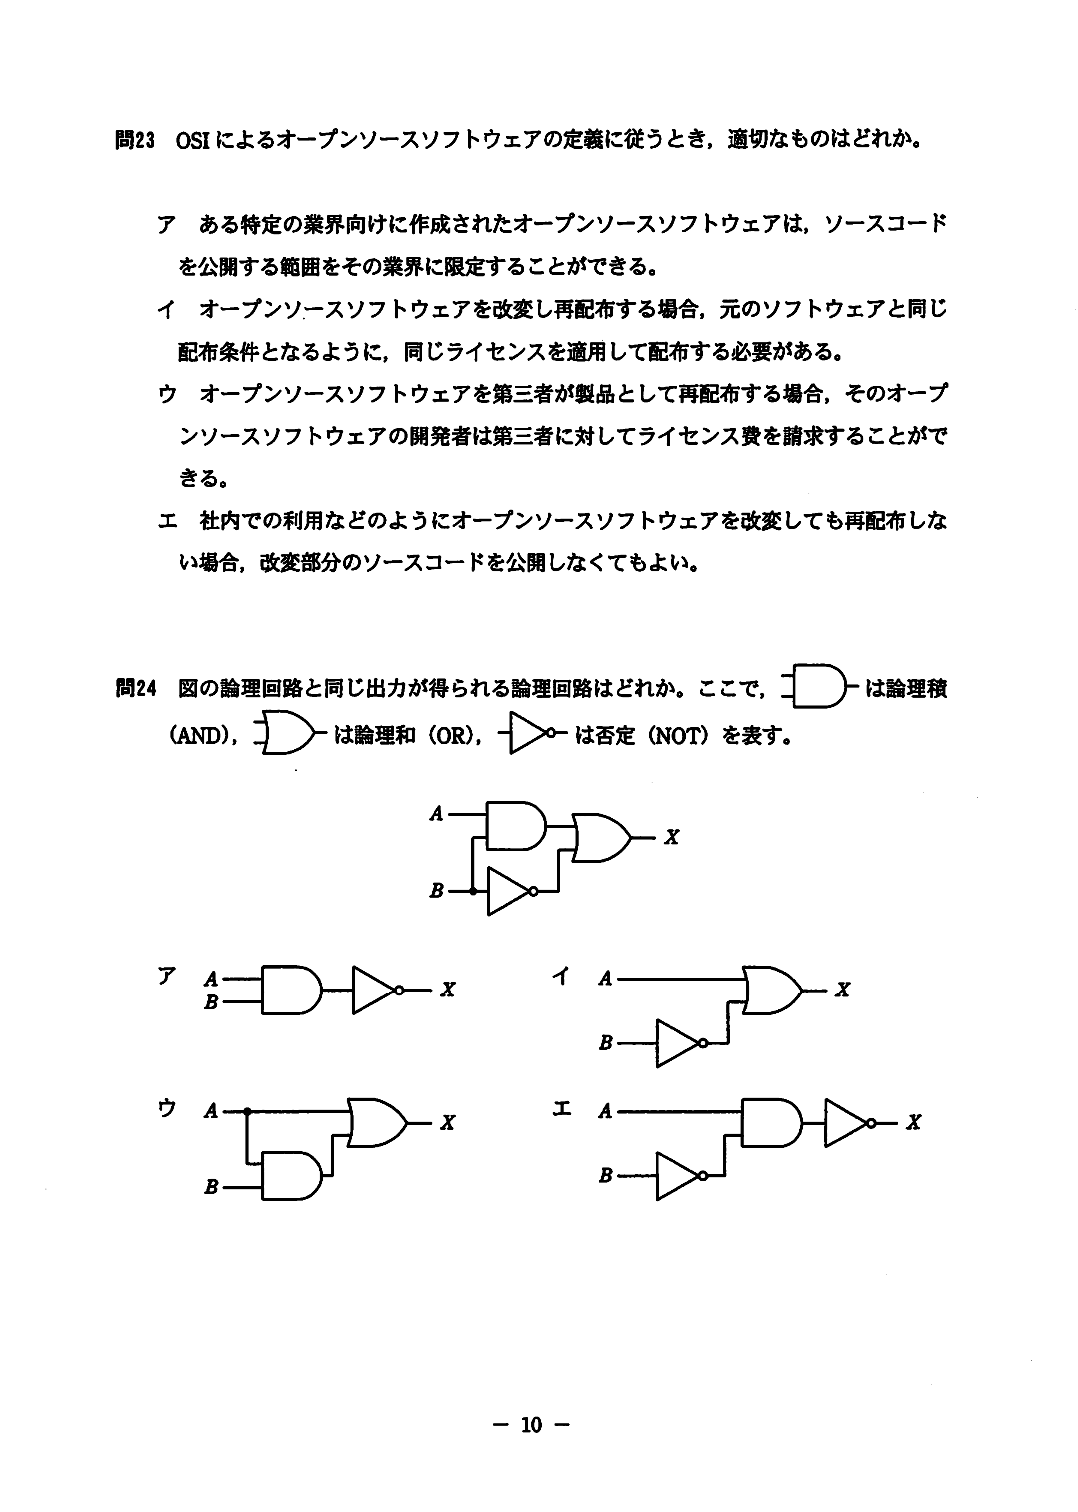 問23 OSIによるオープンソースソフトウェアの定義に従うとき，適切なものはどれか。
ア ある特定の業界向けに作成されたオープンソースソフトウェアは，ソースコード
を公開する範囲をその業界に限定することができる。
イ オープンソースソフトウェアを改変し再配布する場合，元のソフトウェアと同じ
配布条件となるように，同じライセンスを適用して配布する必要がある。
ウ オープンソースソフトウェアを第三者が製品として再配布する場合，そのオープ
ンソースソフトウェアの開発者は第三者に対してライセンス費を請求することがで
きる。
エ 社内での利用などのようにオープンソースソフトウェアを改変しても再配布しな
い場合，改変部分のソースコードを公開しなくてもよい。
問24 図の論理回路と同じ出力が得られる論理回路はどれか。ここで， は論理積
（AND）， は論理和（OR）， は否定（NOT）を表す。
A
X
B
ア A
B
X
イ A
X
B
ウ A
X
B
エ A
X
B
－ 10 －